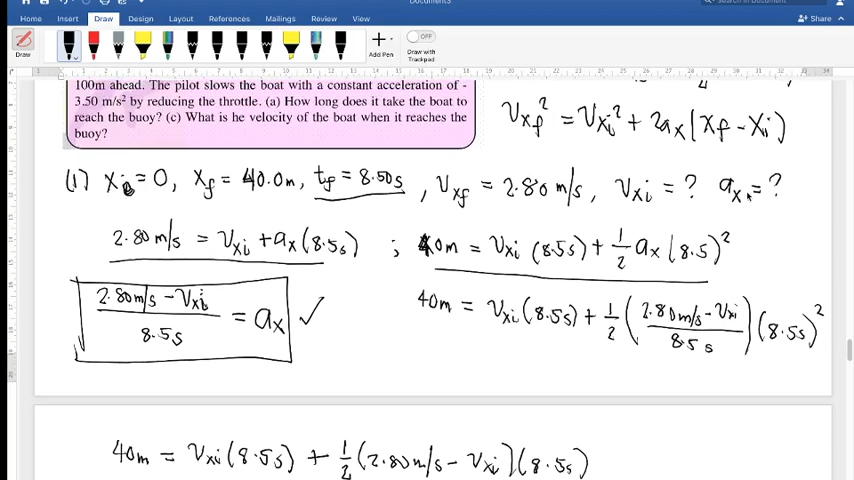 Document3
Search in Document
Home Insert Draw Design Layout References Mailings Review View Share
OFF
Draw Add Pen Draw with Trackpad
100m ahead. The pilot slows the boat with a constant acceleration of -
3.50 m/s² by reducing the throttle. (a) How long does it take the boat to
reach the buoy? (c) What is he velocity of the boat when it reaches the
buoy?
Vxf² = Vxi² + 2ax(xf - xi)
(1) xi = 0, xf = 40.0m, tf = 8.50s, Vxf = 2.80 m/s, Vxi = ? ax = ?
2.80 m/s = Vxi + ax(8.5s) ; 40m = Vxi (8.5s) + 1/2 ax (8.5)²
(2.80m/s - Vxi)/8.5s = ax ✓
40m = Vxi(8.5s) + 1/2 ((2.80m/s - Vxi)/8.5s) (8.5s)²
40m = Vxi(8.5s) + 1/2 (2.80m/s - Vxi)(8.5s)